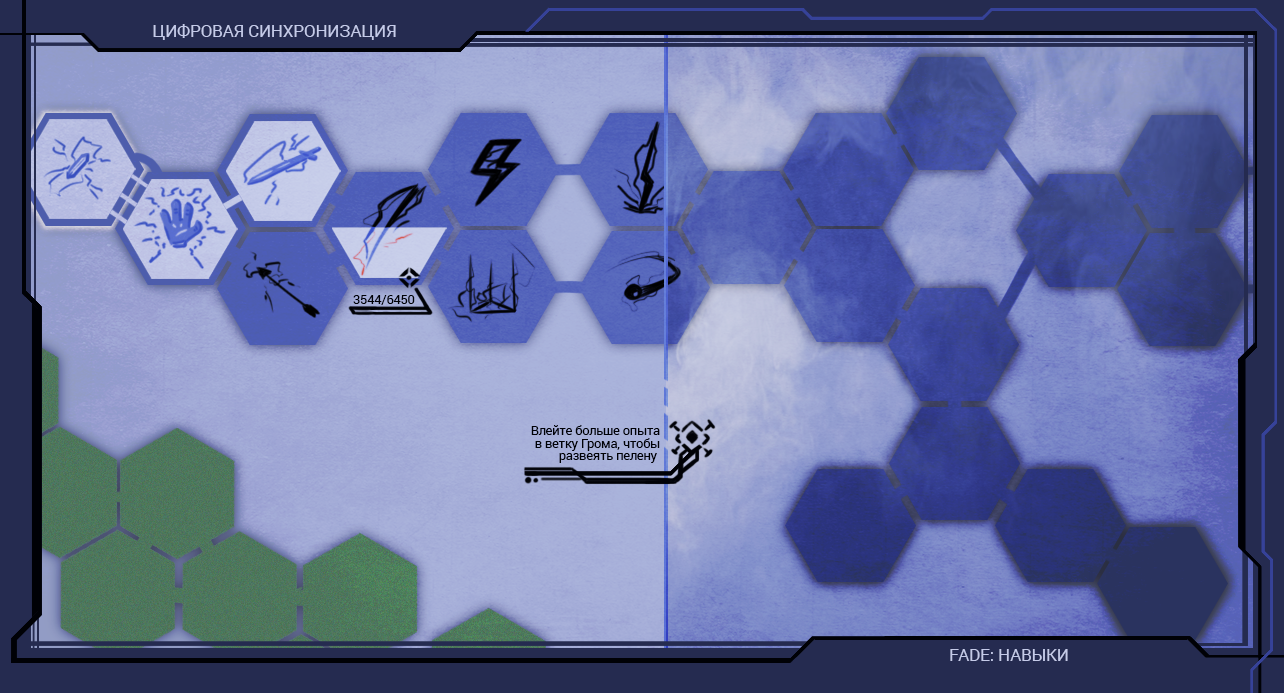 ЦИФРОВАЯ СИНХРОНИЗАЦИЯ
3544/6450
Влейте больше опыта
в ветку Грома, чтобы
развеять пелену
FADE: НАВЫКИ